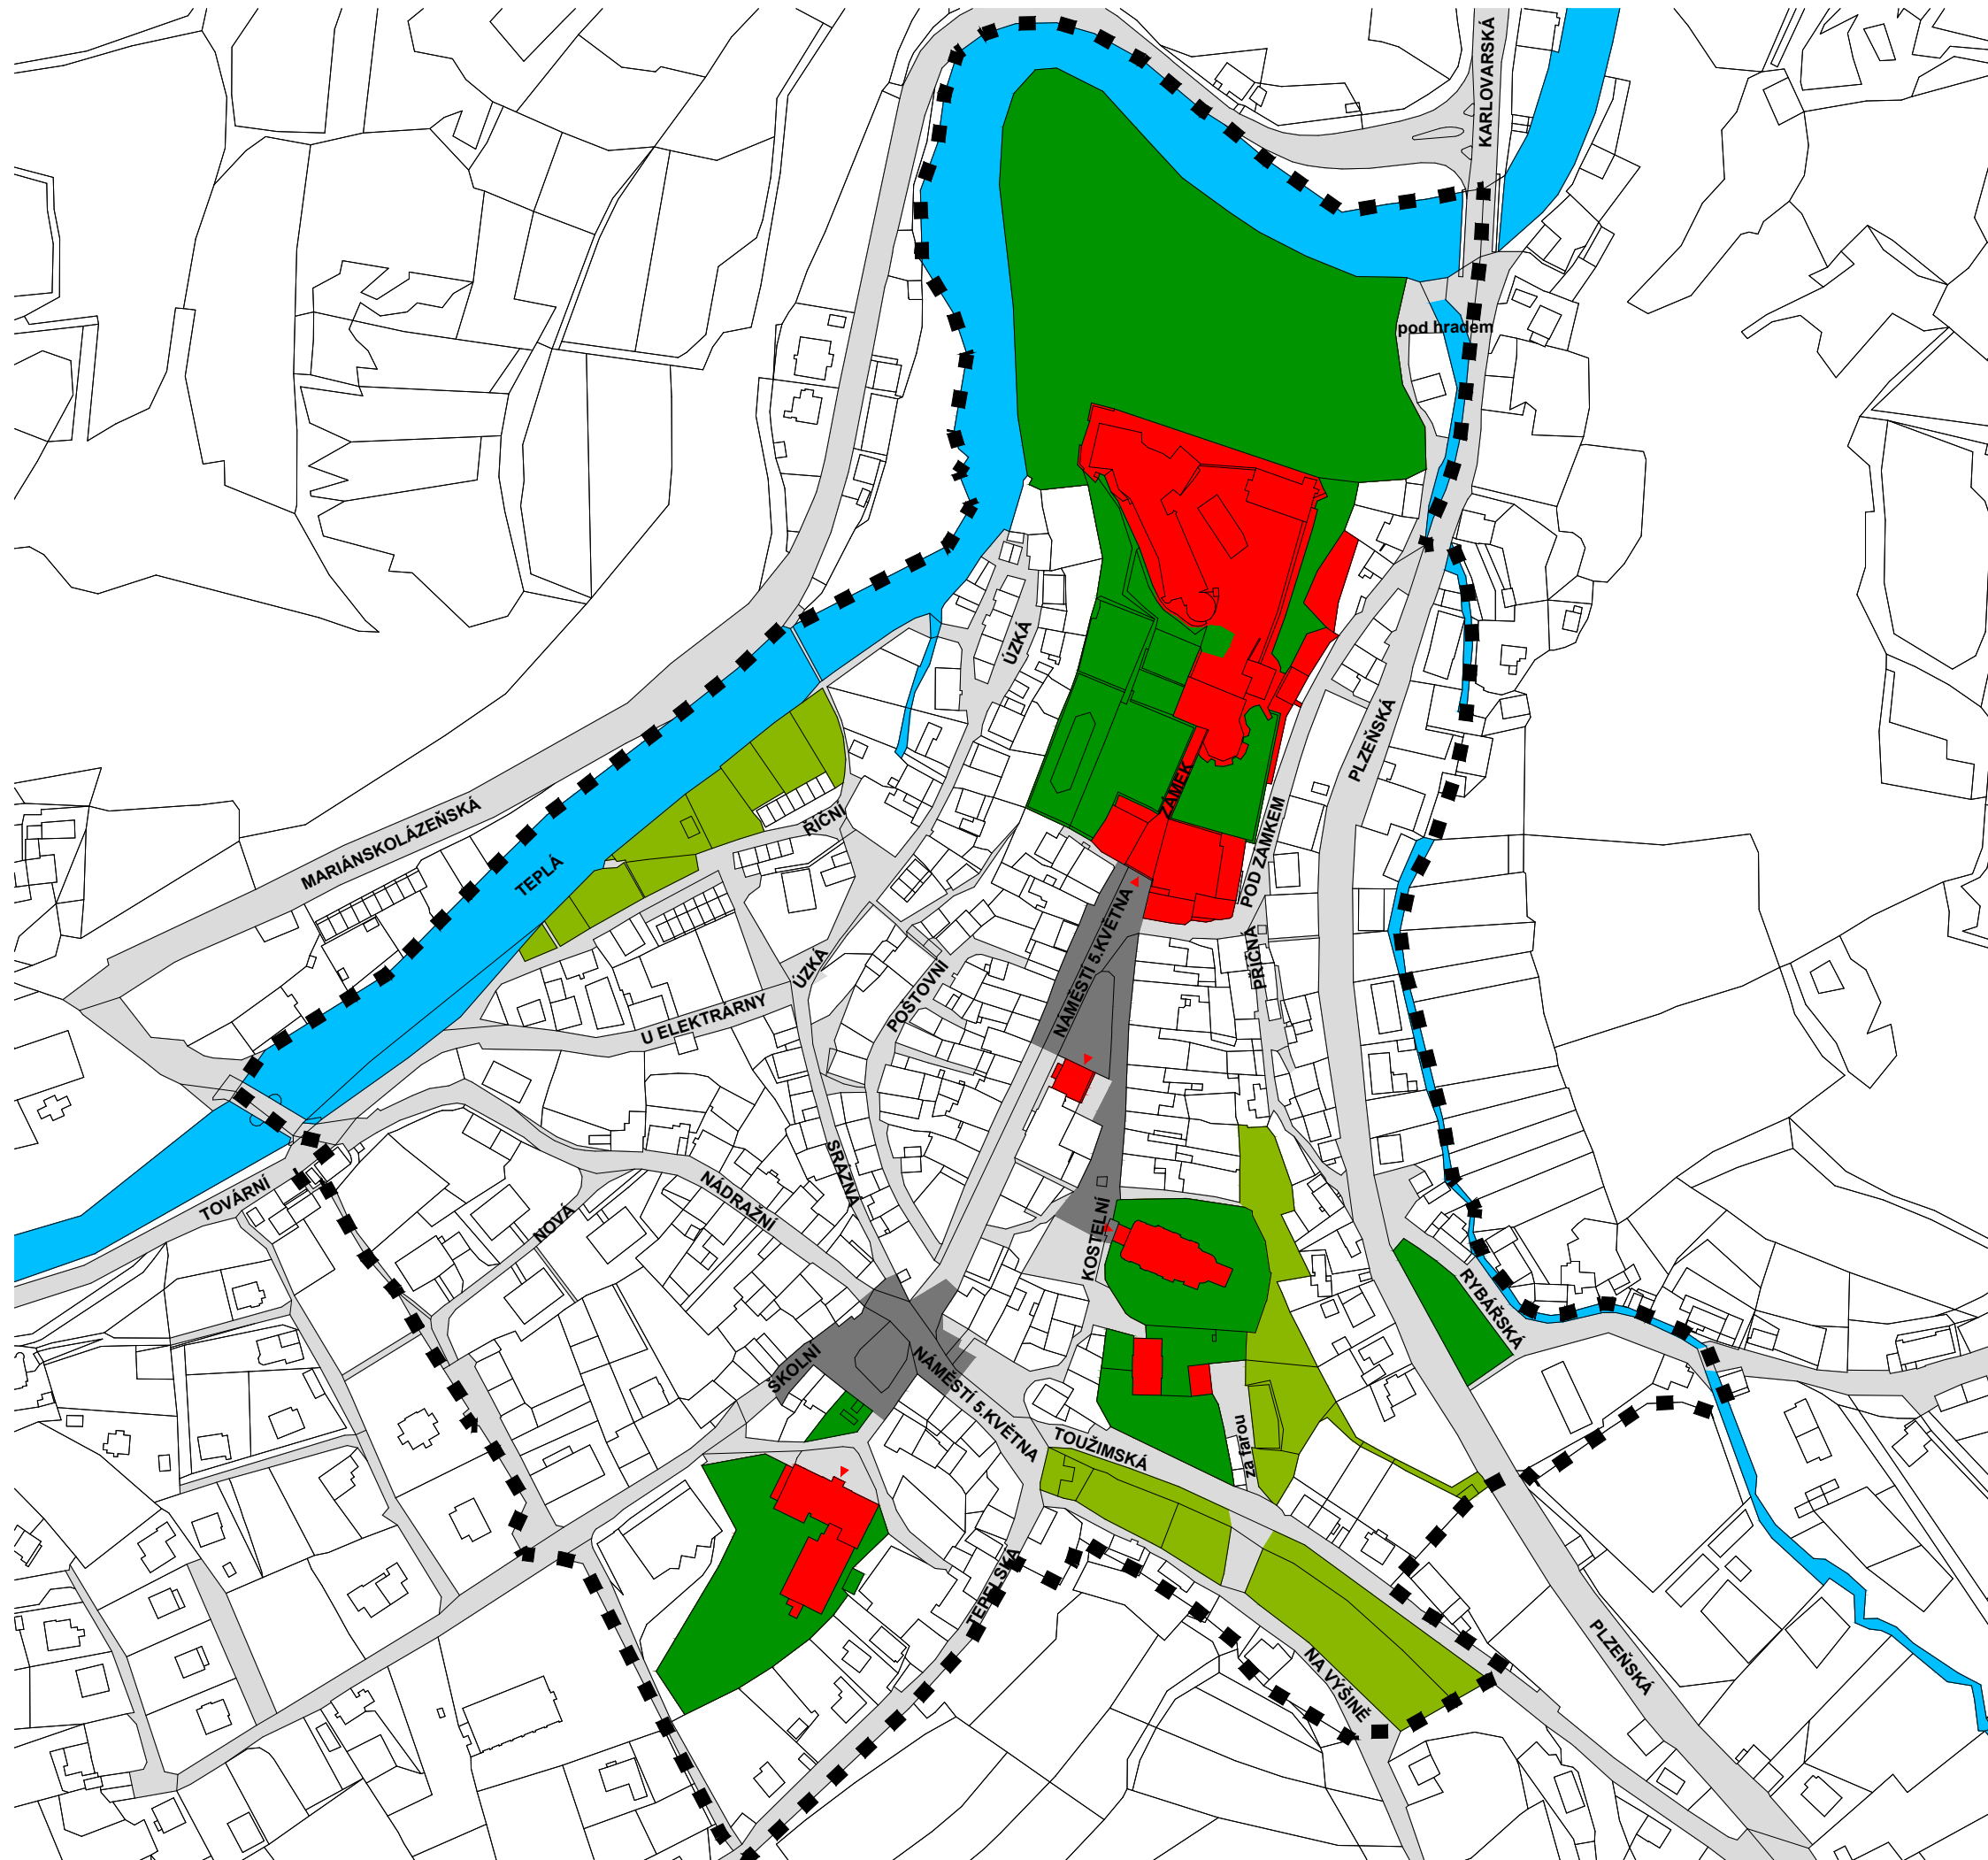 KARLOVARSKÁ
pod hradem
ÚZKÁ
PLZEŇSKÁ
ZÁMEK
MARIÁNSKOLÁZEŇSKÁ
ŘÍČNI
TEPLÁ
POD ZÁMKEM
NÁMĚSTÍ 5.KVĚTNA
PŘÍČNÁ
ÚZKÁ
POŠTOVNÍ
U ELEKTRÁRNY
SRÁZNÁ
NÁDRAŽNÍ
TOVÁRNÍ
NOVÁ
KOSTELNÍ
RYBÁŘSKÁ
ŠKOLNÍ
NÁMĚSTÍ 5.KVĚTNA
TOUŽIMSKÁ
za farou
TEPELSKÁ
NA VÝŠINĚ
PLZEŇSKÁ